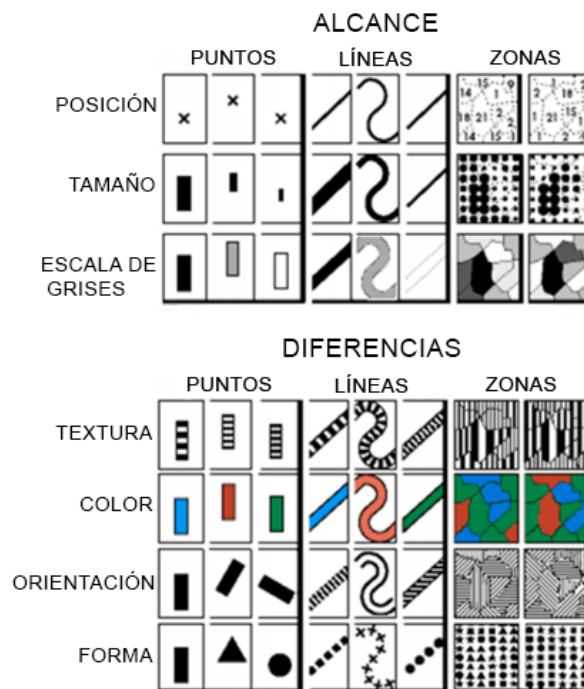 ALCANCE
PUNTOS LÍNEAS ZONAS
POSICIÓN
TAMAÑO
ESCALA DE
GRISES
DIFERENCIAS
PUNTOS LÍNEAS ZONAS
TEXTURA
COLOR
ORIENTACIÓN
FORMA